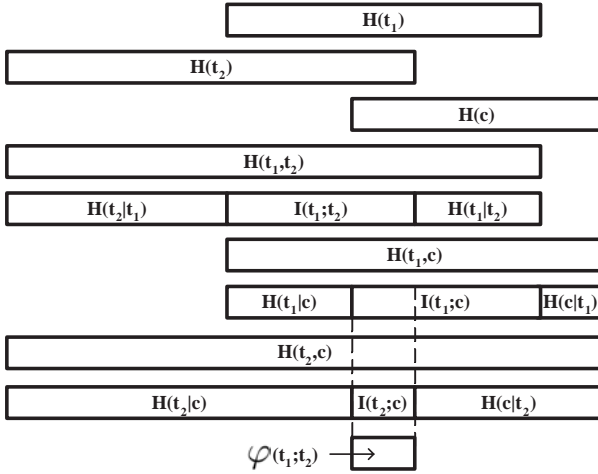 H(t₁)
H(t₂)
H(c)
H(t₁,t₂)
H(t₂|t₁) I(t₁;t₂) H(t₁|t₂)
H(t₁,c)
H(t₁|c) I(t₁;c) H(c|t₁)
H(t₂,c)
H(t₂|c) I(t₂;c) H(c|t₂)
φ(t₁;t₂)